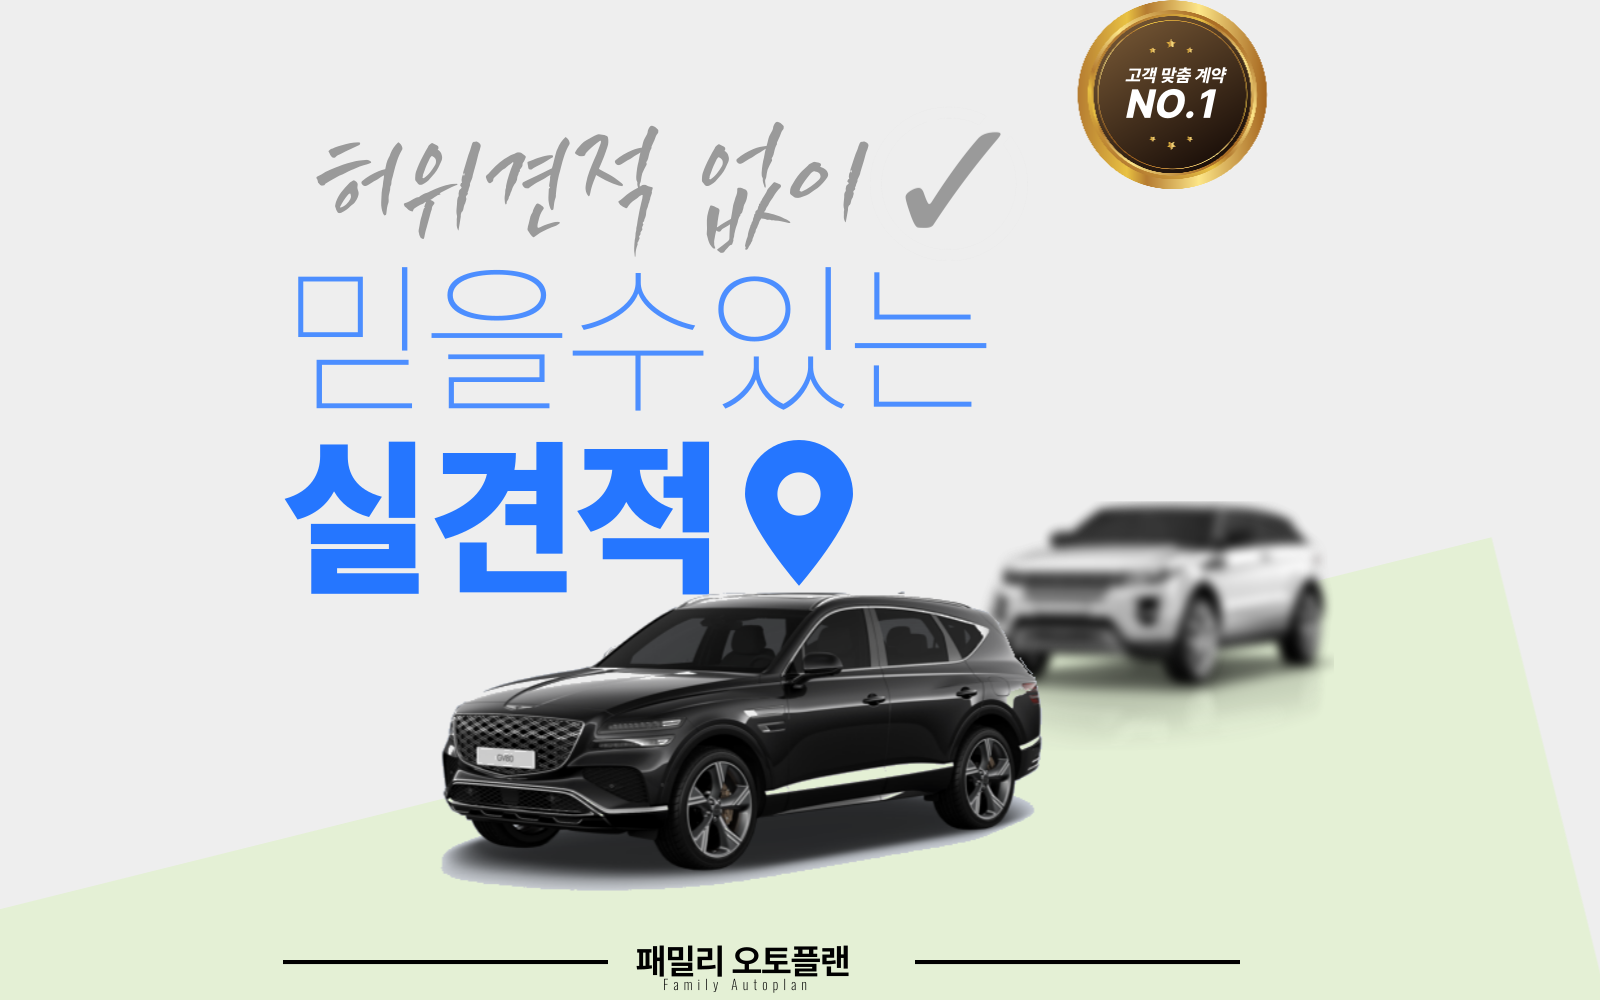 고객 맞춤 계약
NO.1
허위견적 없이
믿을수있는
실견적
GV80
패밀리 오토플랜
Family Autoplan